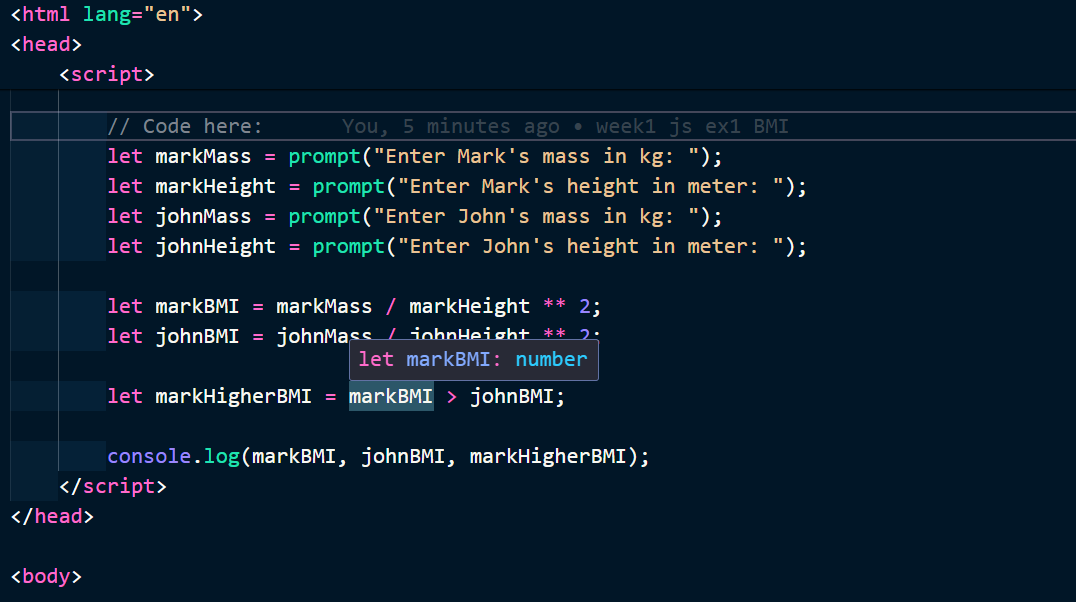 <html lang="en">
<head>
<script>
// Code here: You, 5 minutes ago • week1 js ex1 BMI
let markMass = prompt("Enter Mark's mass in kg: ");
let markHeight = prompt("Enter Mark's height in meter: ");
let johnMass = prompt("Enter John's mass in kg: ");
let johnHeight = prompt("Enter John's height in meter: ");
let markBMI = markMass / markHeight ** 2;
let johnBMI = johnMass / johnHeight ** 2;
let markBMI: number
let markHigherBMI = markBMI > johnBMI;
console.log(markBMI, johnBMI, markHigherBMI);
</script>
</head>
<body>